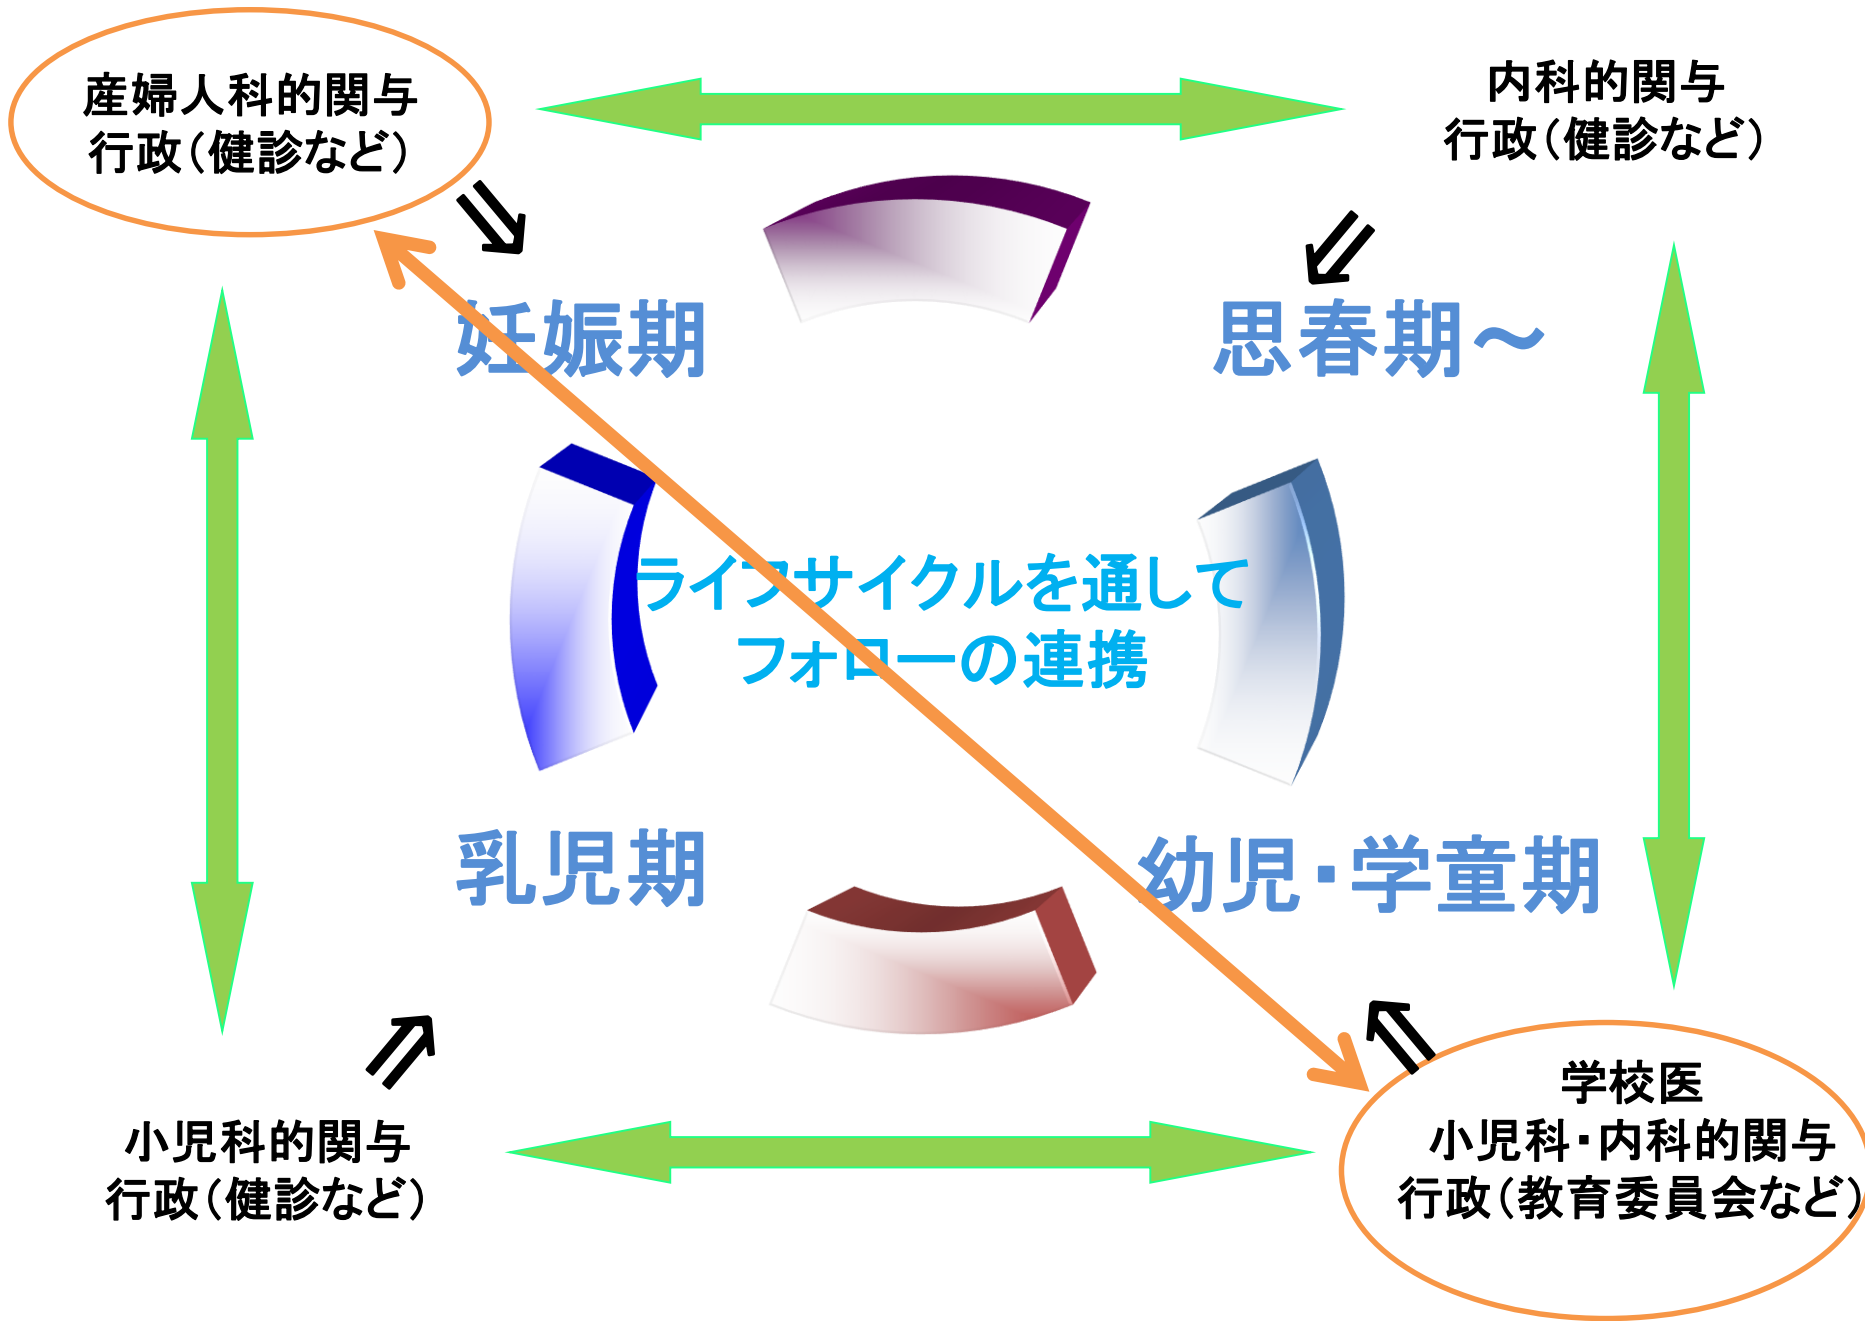 産婦人科的関与
行政（健診など）
内科的関与
行政（健診など）
妊娠期
思春期～
ライフサイクルを通して
フォローの連携
乳児期
幼児・学童期
小児科的関与
行政（健診など）
学校医
小児科・内科的関与
行政（教育委員会など）